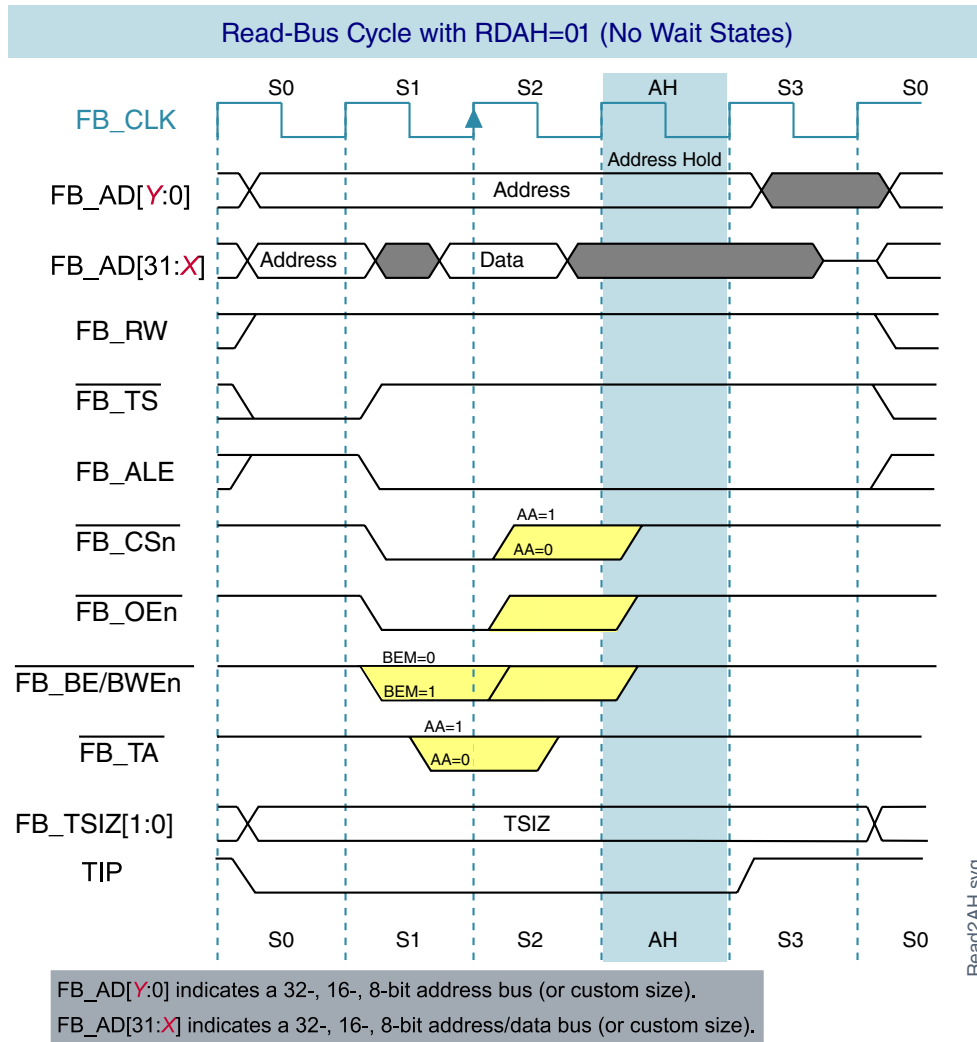 Read-Bus Cycle with RDAH=01 (No Wait States)
S0 S1 S2 AH S3 S0
FB_CLK
Address Hold
FB_AD[Y:0] Address
FB_AD[31:X] Address Data
FB_RW
FB_TS
FB_ALE
FB_CSn AA=1
AA=0
FB_OEn
FB_BE/BWEn BEM=0
BEM=1
FB_TA AA=1
AA=0
FB_TSIZ[1:0] TSIZ
TIP
S0 S1 S2 AH S3 S0
Read2AH.svg
FB_AD[Y:0] indicates a 32-, 16-, 8-bit address bus (or custom size).
FB_AD[31:X] indicates a 32-, 16-, 8-bit address/data bus (or custom size).